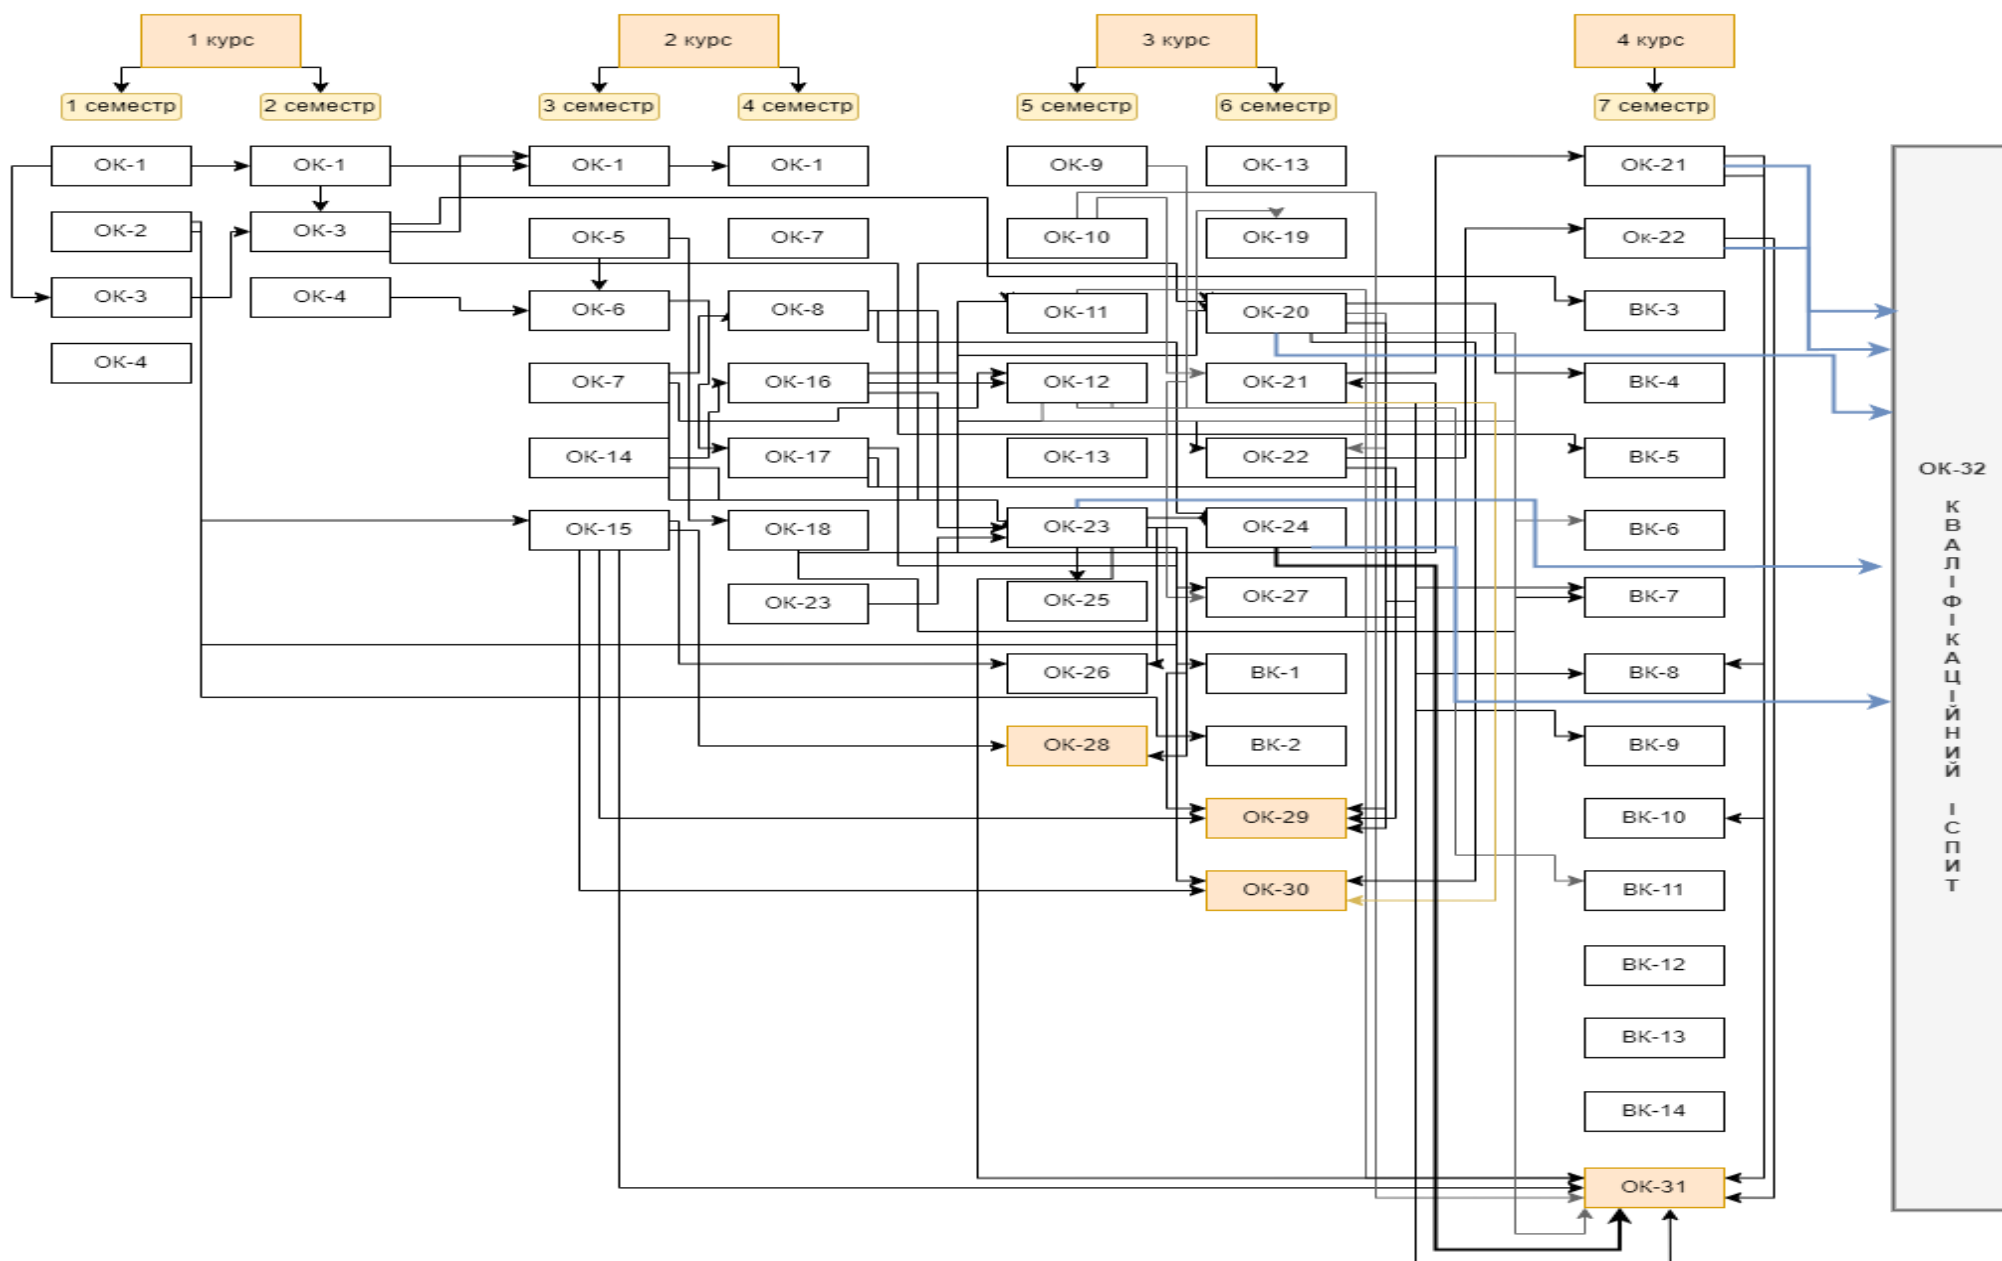 1 курс
2 курс
3 курс
4 курс
1 семестр
2 семестр
3 семестр
4 семестр
5 семестр
6 семестр
7 семестр
ОК-1
ОК-1
ОК-1
ОК-1
ОК-9
ОК-13
ОК-21
ОК-2
ОК-3
ОК-5
ОК-7
ОК-10
ОК-19
Ок-22
ОК-3
ОК-4
ОК-6
ОК-8
ОК-11
ОК-20
ВК-3
ОК-4
ОК-7
ОК-16
ОК-12
ОК-21
ВК-4
ОК-14
ОК-17
ОК-13
ОК-22
ВК-5
ОК-15
ОК-18
ОК-23
ОК-24
ВК-6
ОК-23
ОК-25
ОК-27
ВК-7
ОК-26
ВК-1
ВК-8
ОК-28
ВК-2
ВК-9
ОК-29
ВК-10
ОК-30
ВК-11
ВК-12
ВК-13
ВК-14
ОК-31
ОК-32
КВАЛІФІКАЦІЙНИЙ ІСПИТ